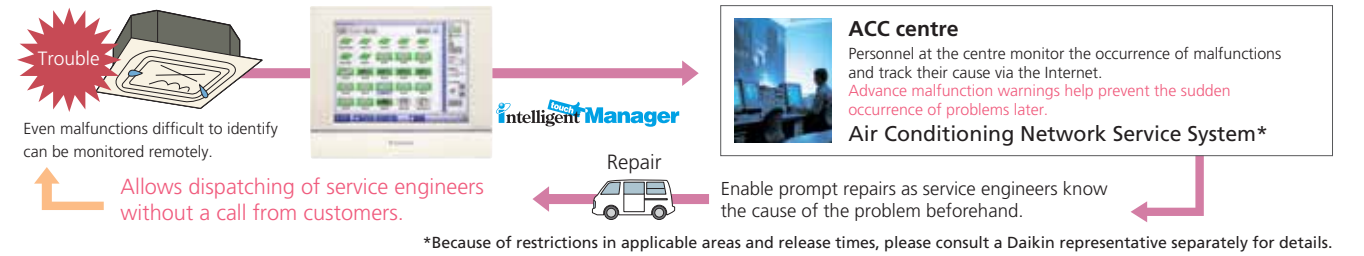 Trouble
Even malfunctions difficult to identify
can be monitored remotely.
intelligent touch Manager
ACC centre
Personnel at the centre monitor the occurrence of malfunctions
and track their cause via the Internet.
Advance malfunction warnings help prevent the sudden
occurrence of problems later.
Air Conditioning Network Service System*
Enable prompt repairs as service engineers know
the cause of the problem beforehand.
Repair
Allows dispatching of service engineers
without a call from customers.
*Because of restrictions in applicable areas and release times, please consult a Daikin representative separately for details.